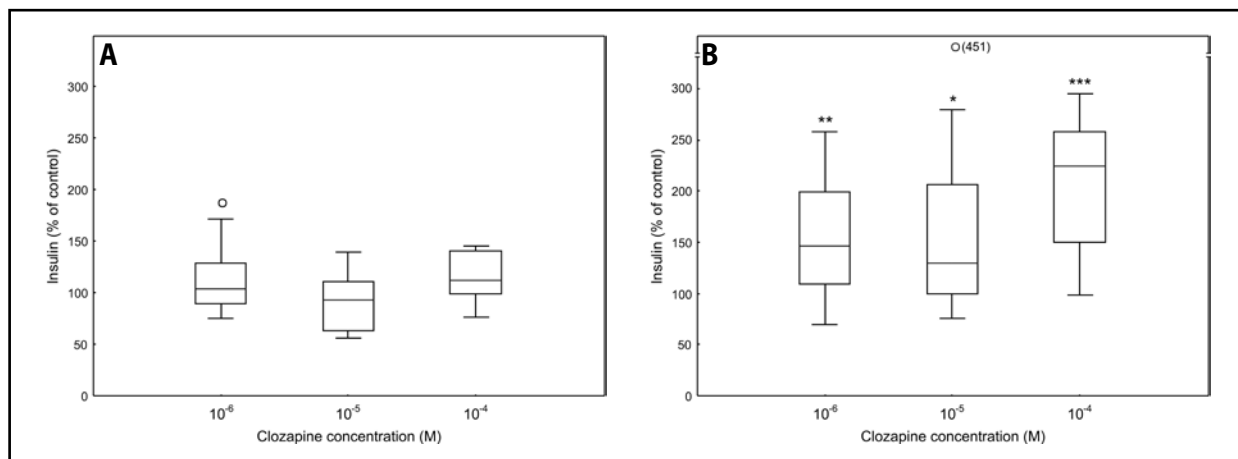 A
Insulin (% of control)
300
250
200
150
100
50
0
10⁻⁶ 10⁻⁵ 10⁻⁴
Clozapine concentration (M)
B
(451)
Insulin (% of control)
300
250
200
150
100
50
0
** * ***
10⁻⁶ 10⁻⁵ 10⁻⁴
Clozapine concentration (M)